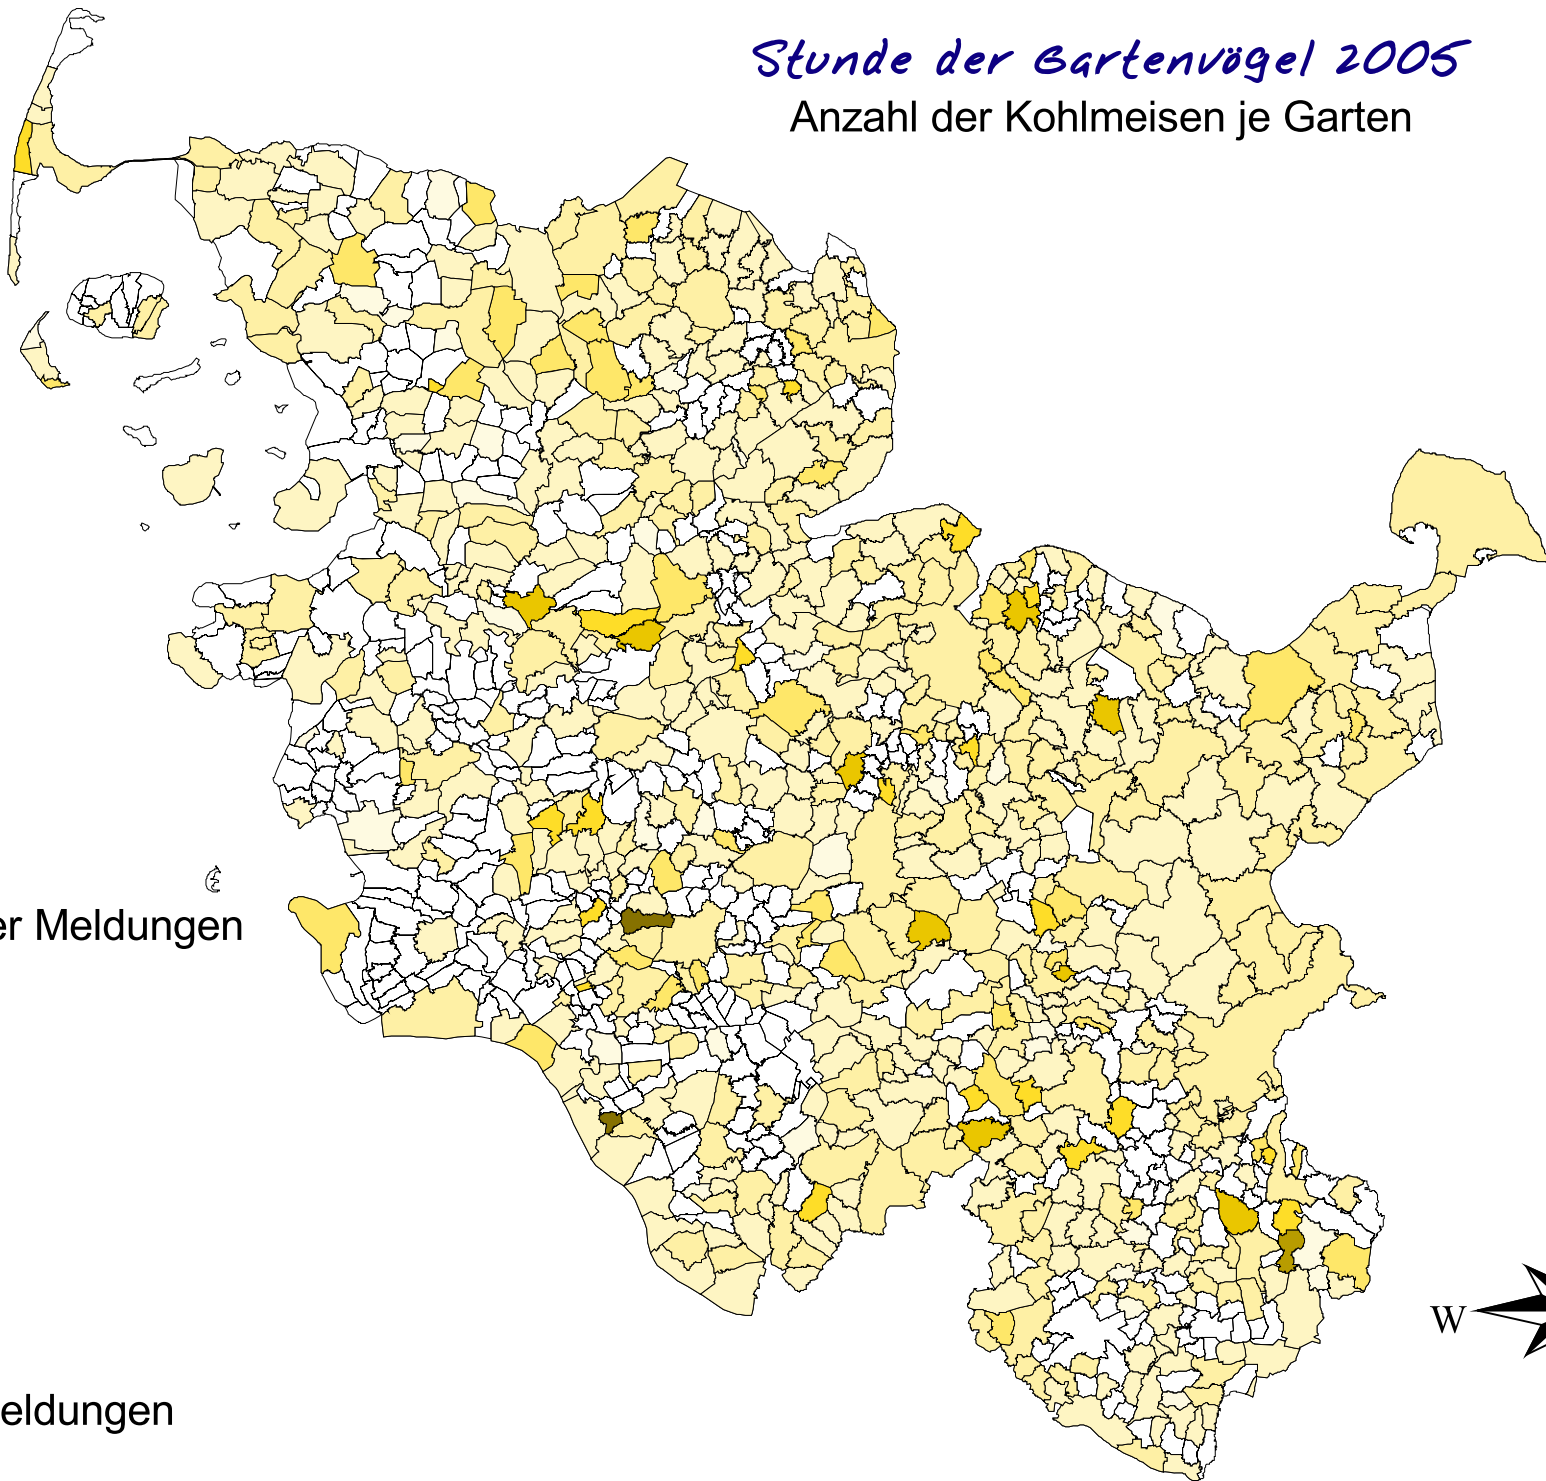 Stunde der Gartenvögel 2005
Anzahl der Kohlmeisen je Garten
er Meldungen
W
eldungen